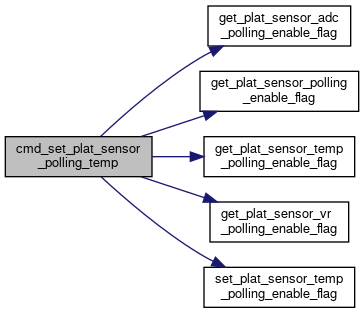 get_plat_sensor_adc
_polling_enable_flag
get_plat_sensor_polling
_enable_flag
cmd_set_plat_sensor
_polling_temp
get_plat_sensor_temp
_polling_enable_flag
get_plat_sensor_vr
_polling_enable_flag
set_plat_sensor_temp
_polling_enable_flag